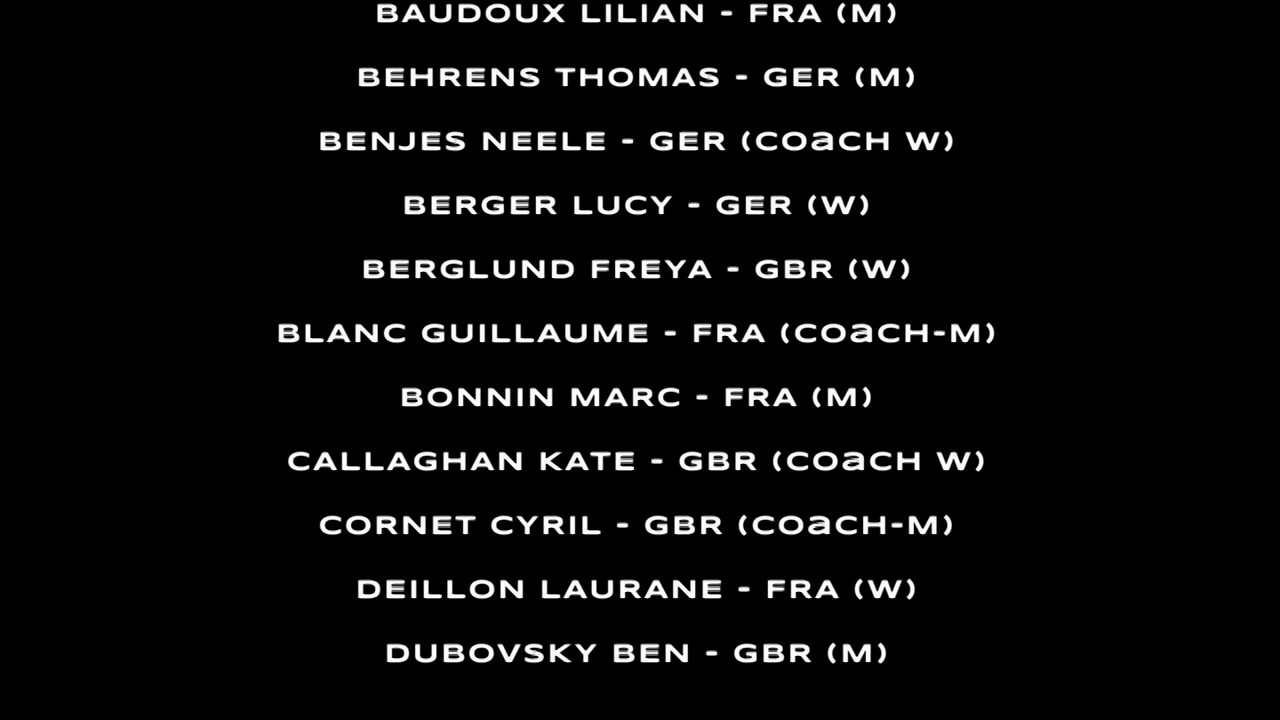 BAUDOUX LILIAN - FRA (M)
BEHRENS THOMAS - GER (M)
BENJES NEELE - GER (COaCH W)
BERGER LUCY - GER (W)
BERGLUND FREYA - GBR (W)
BLANC GUILLAUME - FRA (COaCH-M)
BONNIN MARC - FRA (M)
CALLAGHAN KATE - GBR (COaCH W)
CORNET CYRIL - GBR (COaCH-M)
DEILLON LAURANE - FRA (W)
DUBOVSKY BEN - GBR (M)